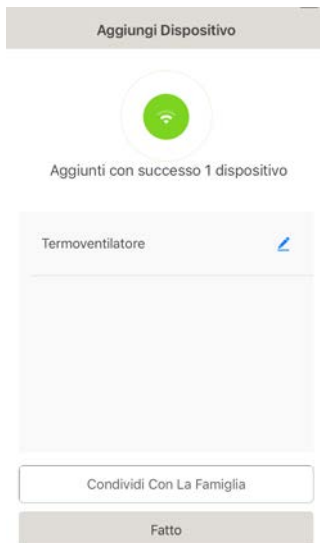 Aggiungi Dispositivo
Aggiunti con successo 1 dispositivo
Termoventilatore
Condividi Con La Famiglia
Fatto